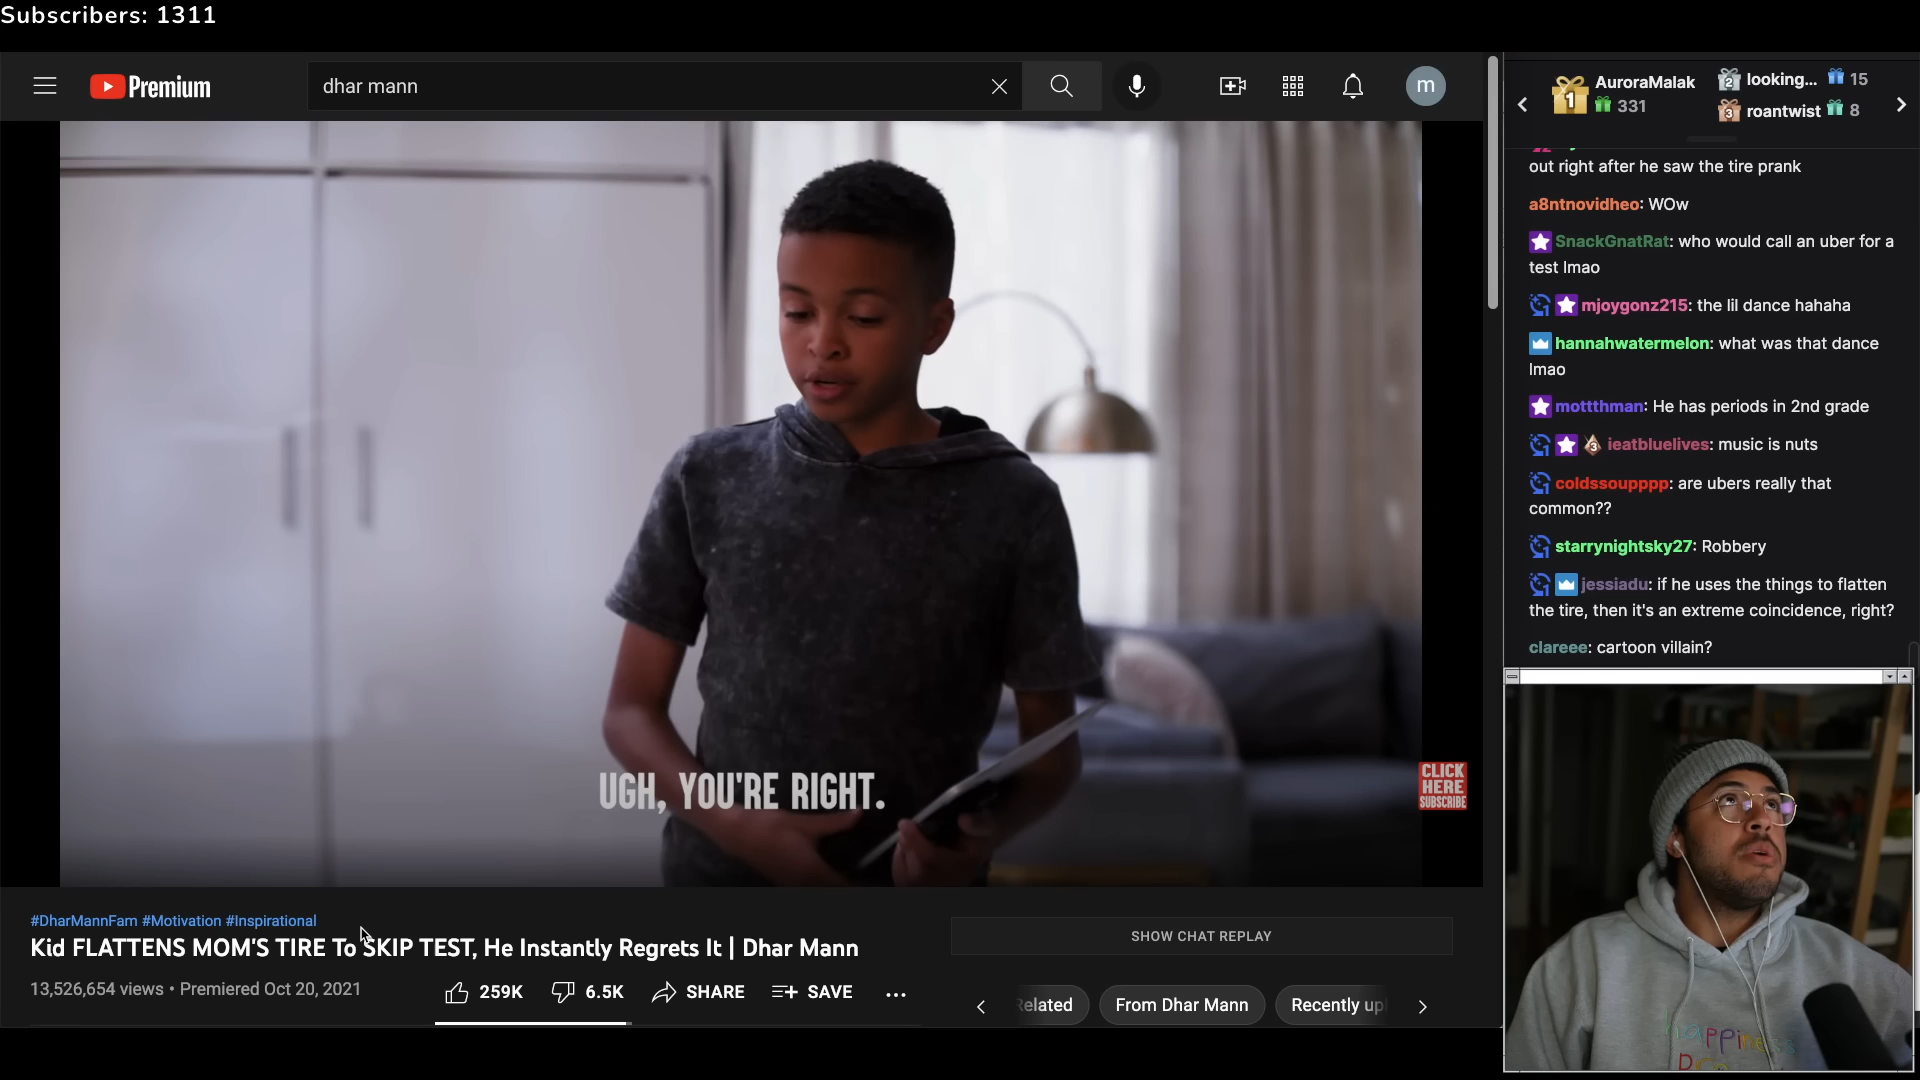 Subscribers: 1311
Premium
dhar mann
m
1
AuroraMalak
331
2
looking...
15
3
roantwist
8
out right after he saw the tire prank
a8ntnovidheo: WOw
SnackGnatRat: who would call an uber for a
test lmao
mjoygonz215: the lil dance hahaha
hannahwatermelon: what was that dance
lmao
mottthman: He has periods in 2nd grade
3
ieatbluelives: music is nuts
coldssoupppp: are ubers really that
common??
starrynightsky27: Robbery
jessiadu: if he uses the things to flatten
the tire, then it's an extreme coincidence, right?
clareee: cartoon villain?
UGH, YOU'RE RIGHT.
CLICK
HERE
SUBSCRIBE
#DharMannFam #Motivation #Inspirational
Kid FLATTENS MOM'S TIRE To SKIP TEST, He Instantly Regrets It | Dhar Mann
13,526,654 views • Premiered Oct 20, 2021
259K
6.5K
SHARE
SAVE
SHOW CHAT REPLAY
Related
From Dhar Mann
Recently up
happiness